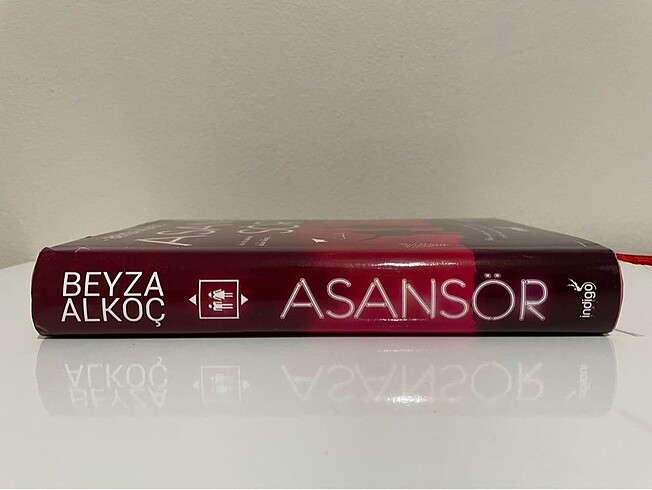 BEYZA
ALKOÇ
ASANSÖR
indigo